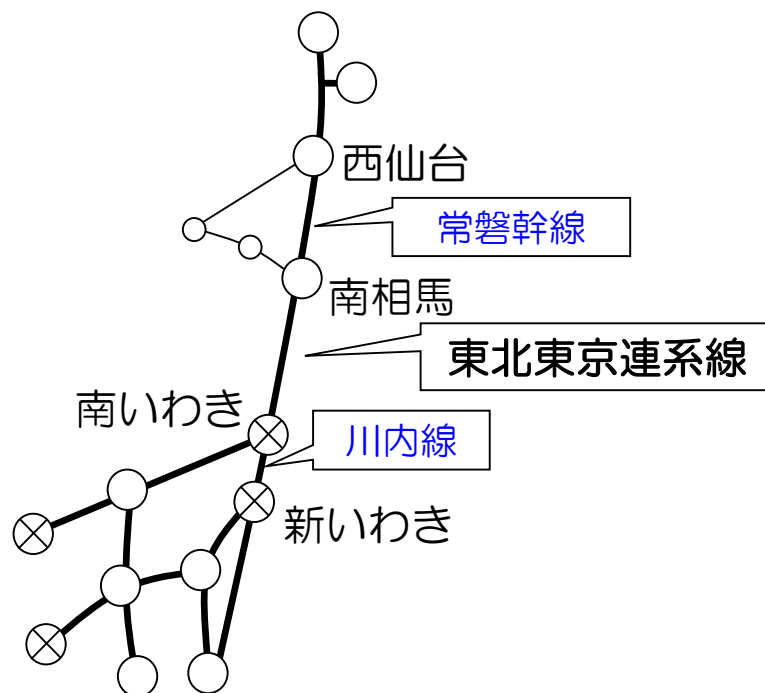 西仙台
常磐幹線
南相馬
東北東京連系線
南いわき
川内線
新いわき